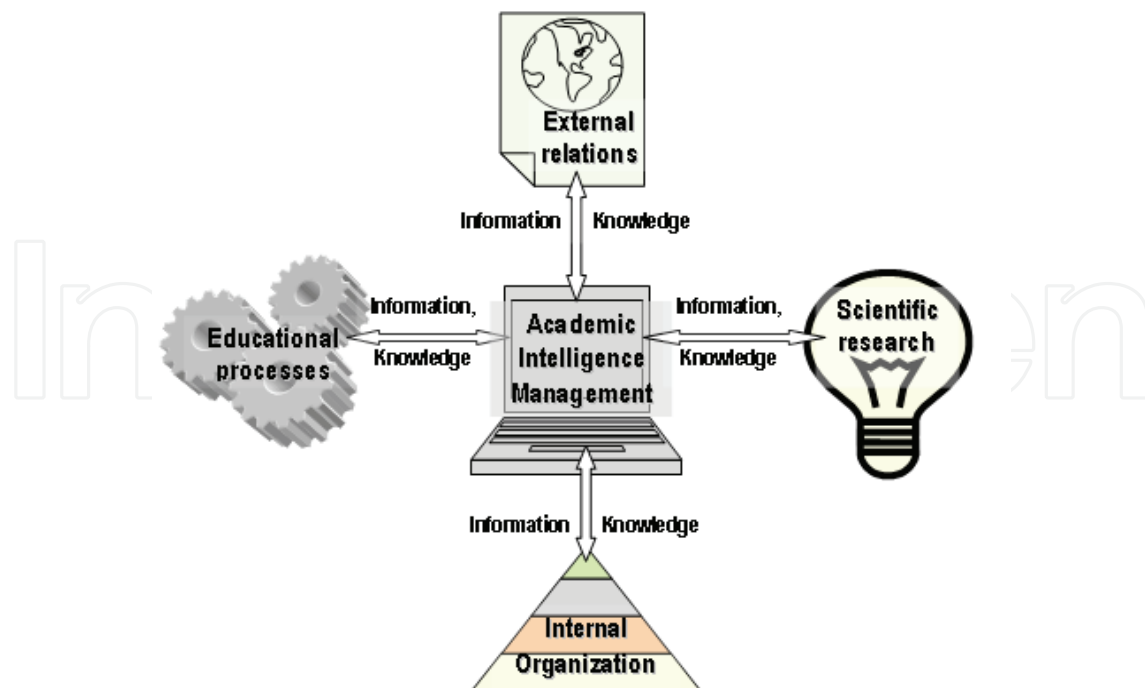 External
relations
Information Knowledge
Information,
Knowledge
Educational
processes
Academic
Intelligence
Management
Information,
Knowledge
Scientific
research
Information Knowledge
Internal
Organization